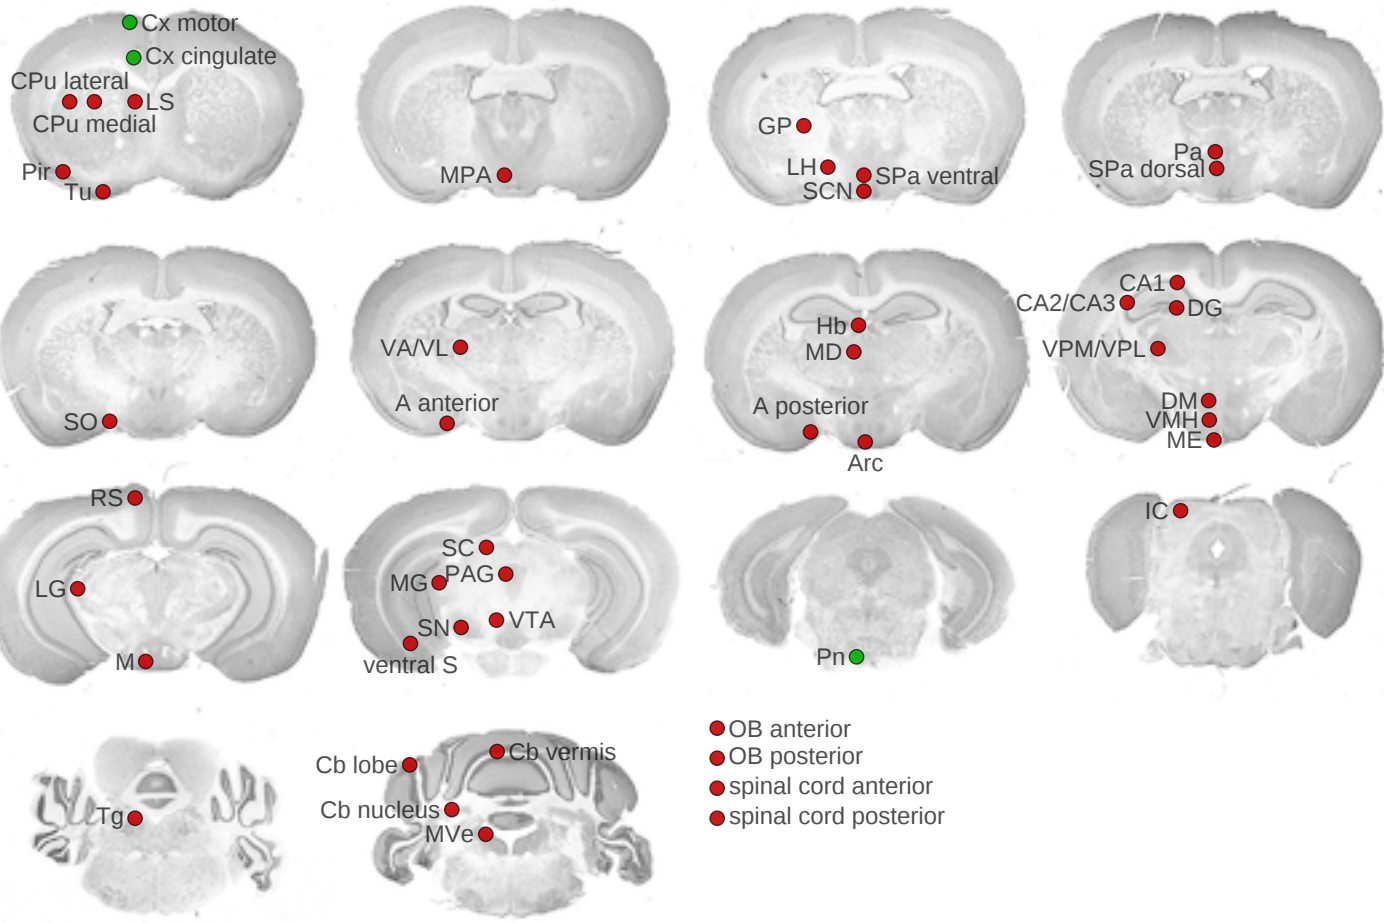 Cx motor
Cx cingulate
CPu lateral
LS
CPu medial
Pir
Tu
MPA
GP
LH
SPa ventral
SCN
Pa
SPa dorsal
SO
VA/VL
A anterior
Hb
MD
A posterior
Arc
CA1
CA2/CA3
DG
VPM/VPL
DM
VMH
ME
RS
LG
M
SC
MG
PAG
SN
VTA
ventral S
Pn
IC
Tg
Cb lobe
Cb vermis
Cb nucleus
MVe
OB anterior
OB posterior
spinal cord anterior
spinal cord posterior